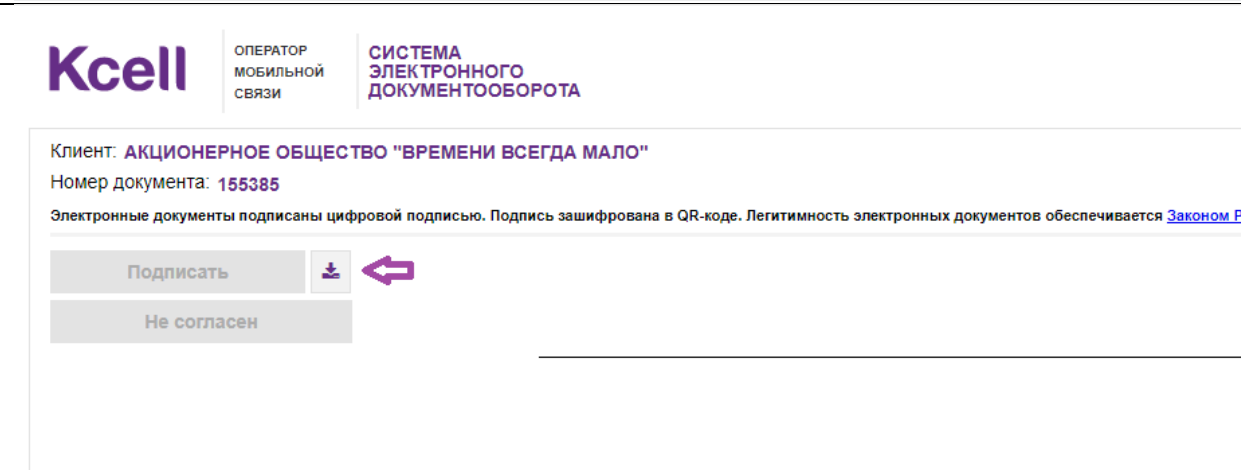 Kcell
ОПЕРАТОР
МОБИЛЬНОЙ
СВЯЗИ
СИСТЕМА
ЭЛЕКТРОННОГО
ДОКУМЕНТООБОРОТА
Клиент: АКЦИОНЕРНОЕ ОБЩЕСТВО "ВРЕМЕНИ ВСЕГДА МАЛО"
Номер документа: 155385
Электронные документы подписаны цифровой подписью. Подпись зашифрована в QR-коде. Легитимность электронных документов обеспечивается Законом Р
Подписать
Не согласен